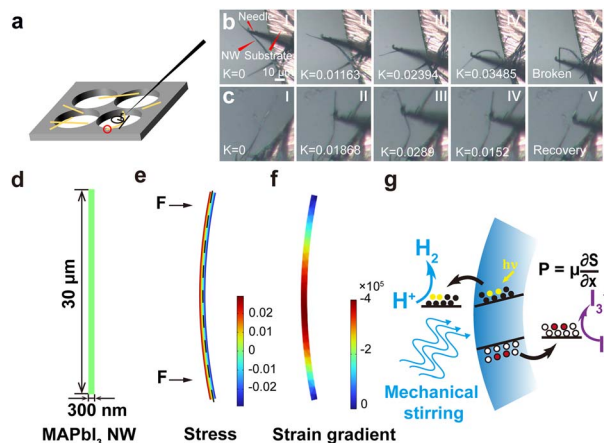 a
b
Needle
I
II
III
IV
V
NW
Substrate
10 μm
K=0
K=0.01163
K=0.02394
K=0.03485
Broken
c
I
II
III
IV
V
K=0
K=0.01868
K=0.0289
K=0.0152
Recovery
d
30 μm
300 nm
MAPbI3 NW
e
F
F
0.02
0.01
0
-0.01
-0.02
Stress
f
×10⁵
-4
-2
0
Strain gradient
g
H2
H+
hν
P = μ∂S/∂x
I3
I
Mechanical
stirring